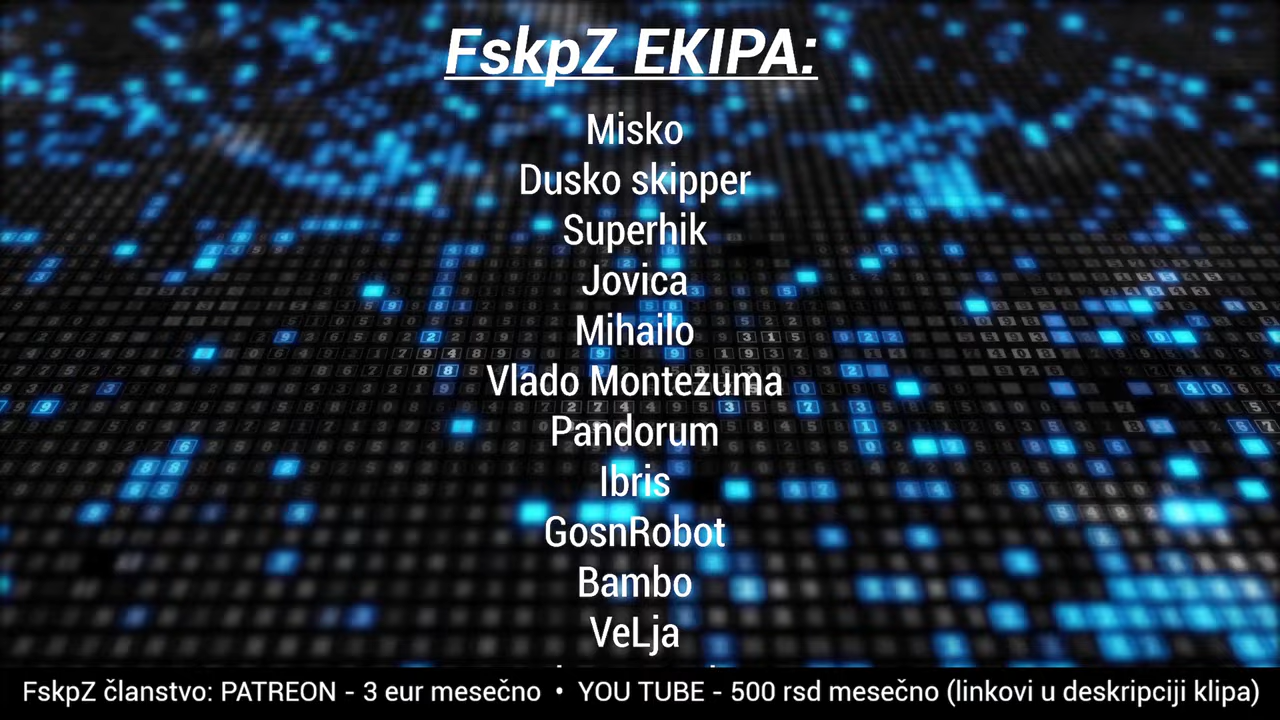 FskpZ EKIPA:
Misko
Dusko skipper
Superhik
Jovica
Mihailo
Vlado Montezuma
Pandorum
Ibris
GosnRobot
Bambo
VeLja
FskpZ članstvo: PATREON - 3 eur mesečno • YOU TUBE - 500 rsd mesečno (linkovi u deskripciji klipa)